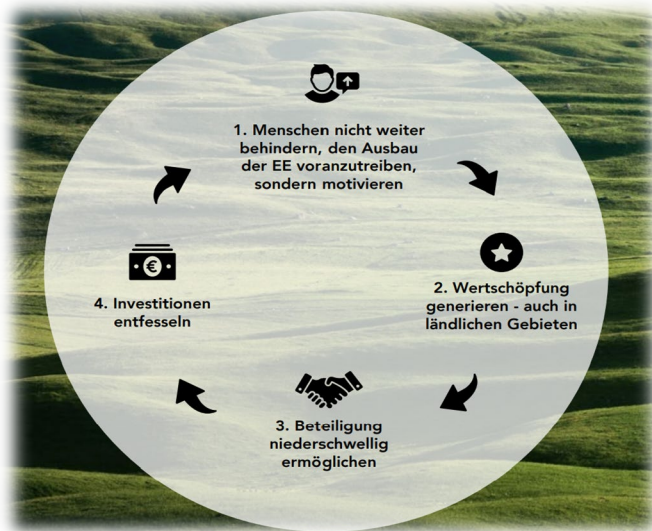 1. Menschen nicht weiter
behindern, den Ausbau
der EE voranzutreiben,
sondern motivieren
2. Wertschöpfung
generieren - auch in
ländlichen Gebieten
3. Beteiligung
niederschwellig
ermöglichen
4. Investitionen
entfesseln